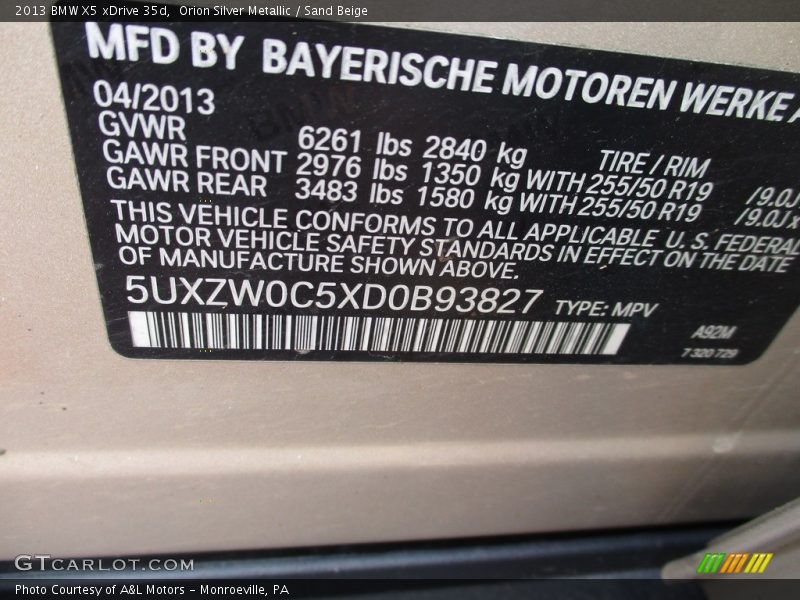 2013 BMW X5 xDrive 35d,  Orion Silver Metallic / Sand Beige
MFD BY BAYERISCHE MOTOREN WERKE A
04/2013
GVWR 6261 lbs 2840 kg TIRE / RIM
GAWR FRONT 2976 lbs 1350 kg WITH 255/50 R19 /9.0J
GAWR REAR 3483 lbs 1580 kg WITH 255/50 R19 /9.0Jx
THIS VEHICLE CONFORMS TO ALL APPLICABLE U. S. FEDERAL
MOTOR VEHICLE SAFETY STANDARDS IN EFFECT ON THE DATE
OF MANUFACTURE SHOWN ABOVE.
5UXZW0C5XD0B93827 TYPE: MPV
A92M
7 320 729
GTCARLOT.COM
Photo Courtesy of A&L Motors – Monroeville, PA